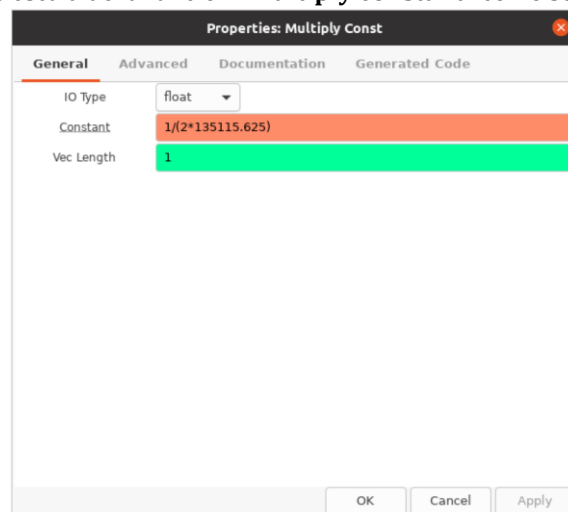 Properties: Multiply Const
General Advanced Documentation Generated Code
IO Type float
Constant 1/(2*135115.625)
Vec Length 1
OK Cancel Apply